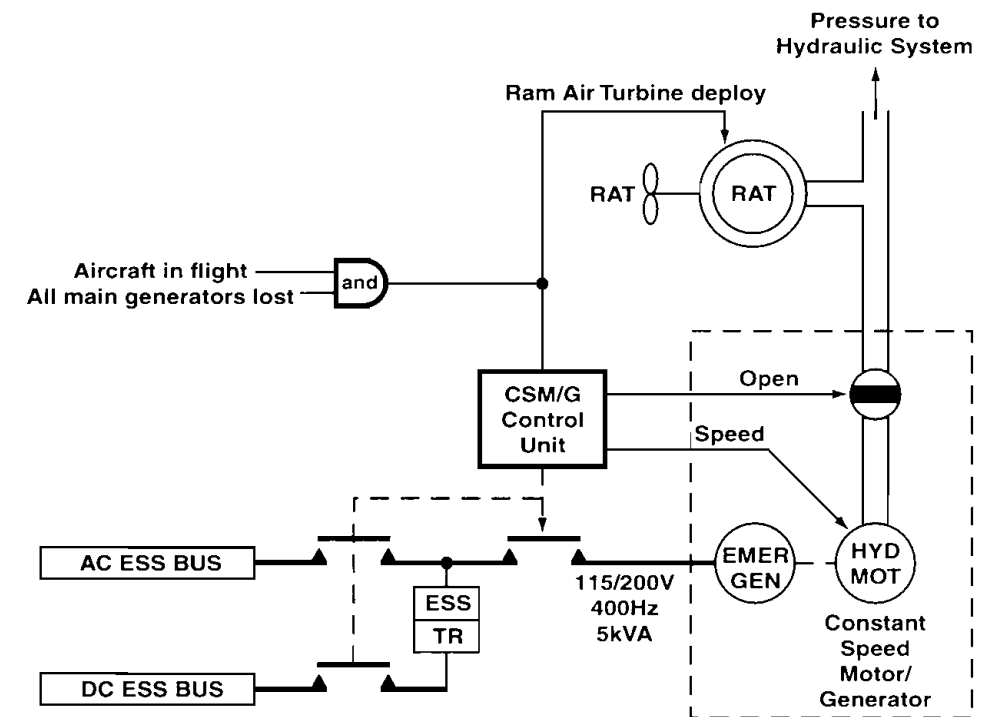 Pressure to
Hydraulic System
Ram Air Turbine deploy
RAT
RAT
Aircraft in flight
All main generators lost
and
CSM/G
Control
Unit
Open
Speed
AC ESS BUS
ESS
TR
115/200V
400Hz
5kVA
EMER
GEN
HYD
MOT
Constant
Speed
Motor/
Generator
DC ESS BUS